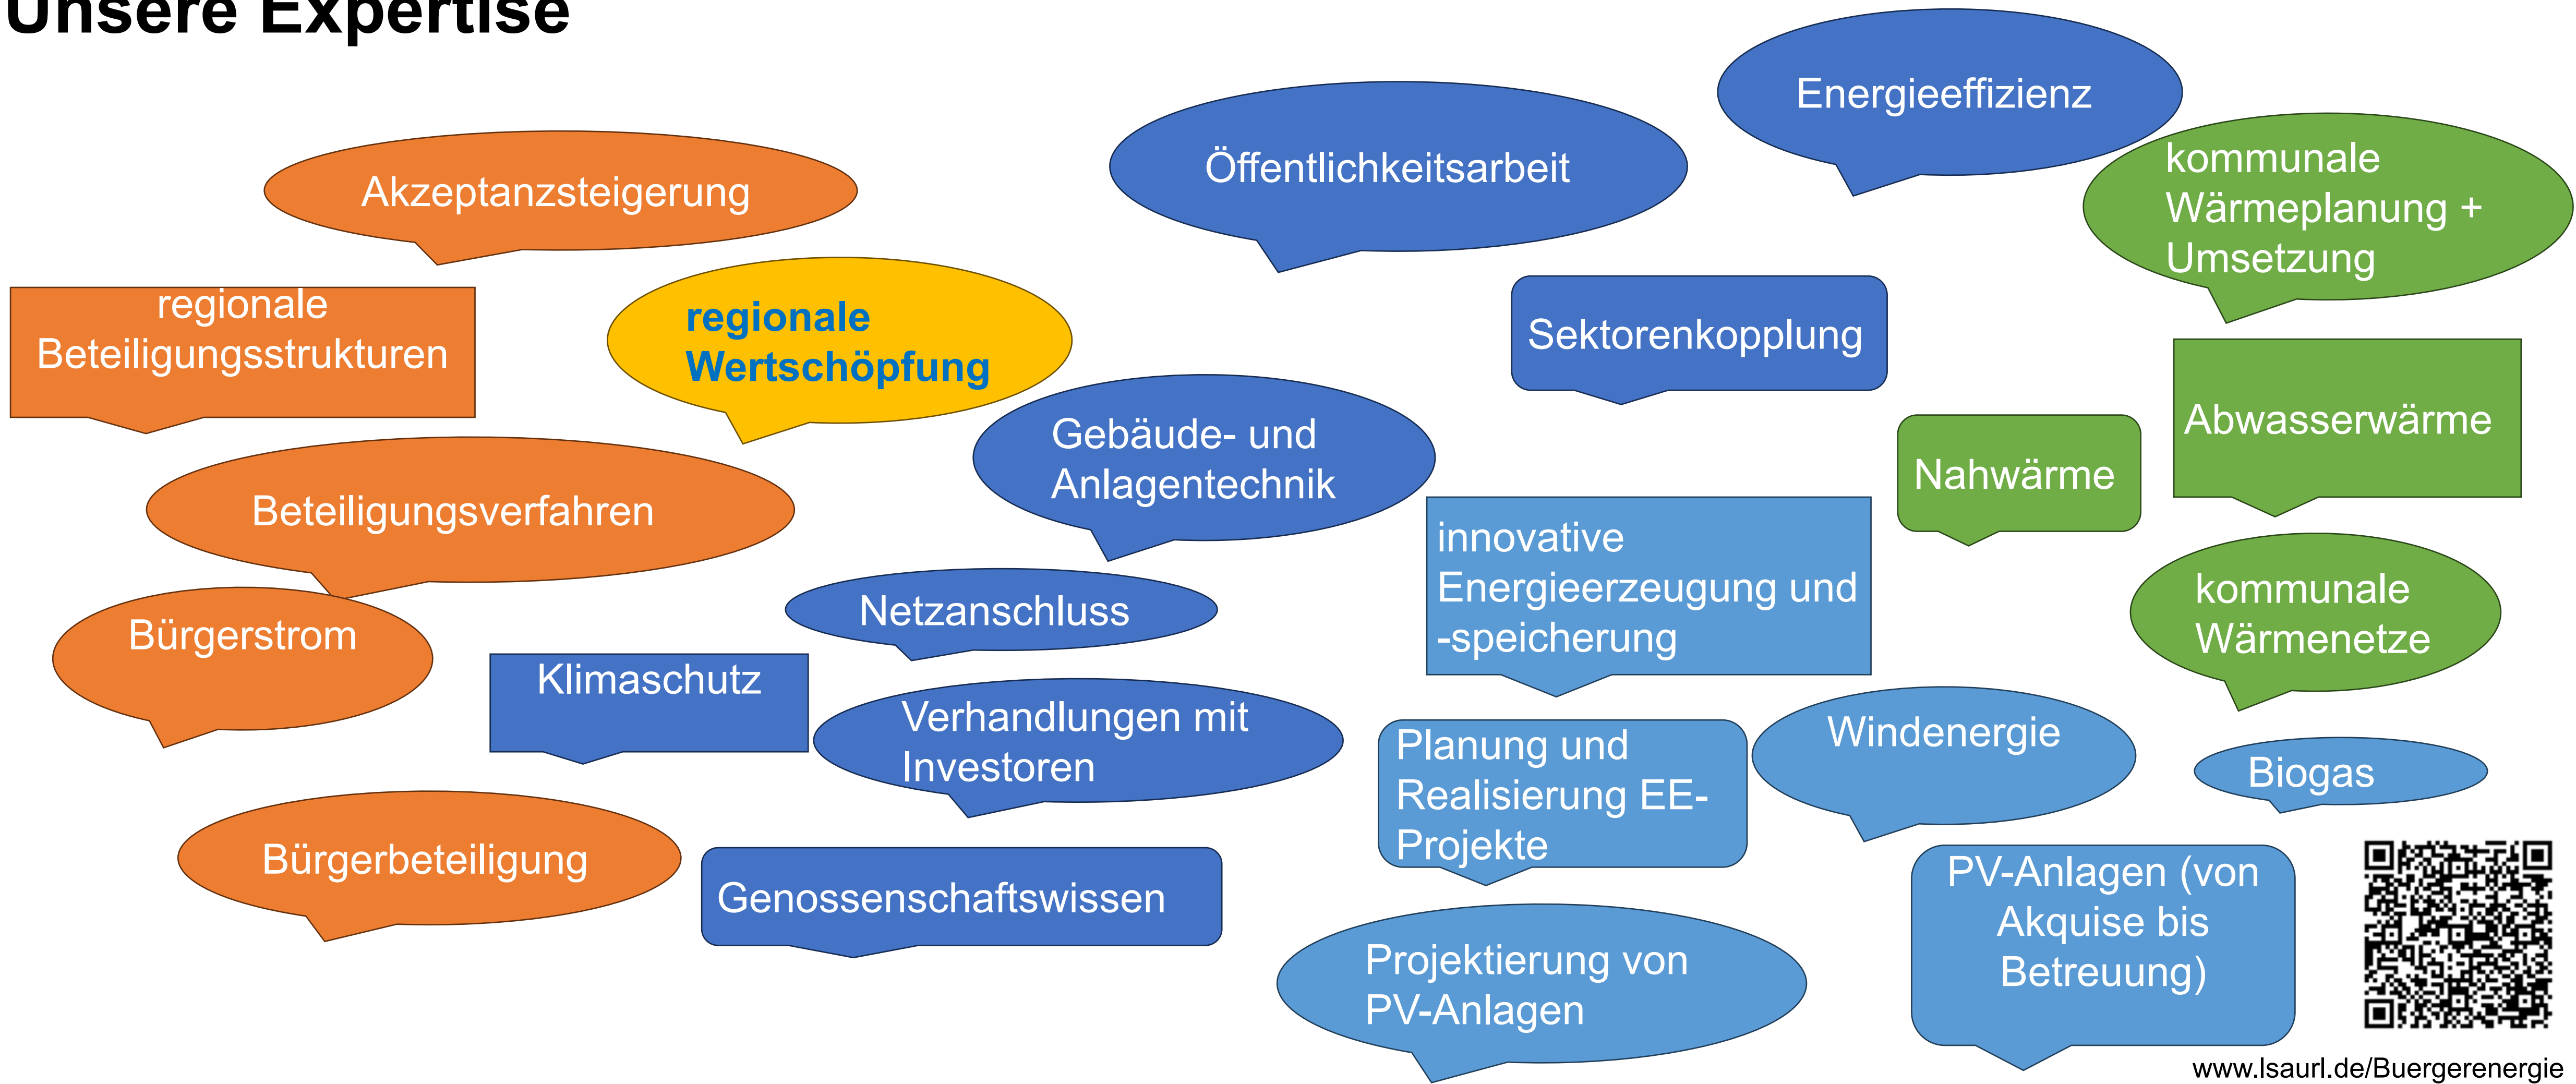 Unsere Expertise
Energieeffizienz
Öffentlichkeitsarbeit
kommunale
Wärmeplanung +
Umsetzung
Akzeptanzsteigerung
regionale
Beteiligungsstrukturen
regionale
Wertschöpfung
Sektorenkopplung
Abwasserwärme
Gebäude- und
Anlagentechnik
Nahwärme
Beteiligungsverfahren
innovative
Energieerzeugung und
-speicherung
kommunale
Wärmenetze
Netzanschluss
Bürgerstrom
Klimaschutz
Verhandlungen mit
Investoren
Planung und
Realisierung EE-
Projekte
Windenergie
Biogas
Bürgerbeteiligung
Genossenschaftswissen
PV-Anlagen (von
Akquise bis
Betreuung)
Projektierung von
PV-Anlagen
www.lsaurl.de/Buergerenergie